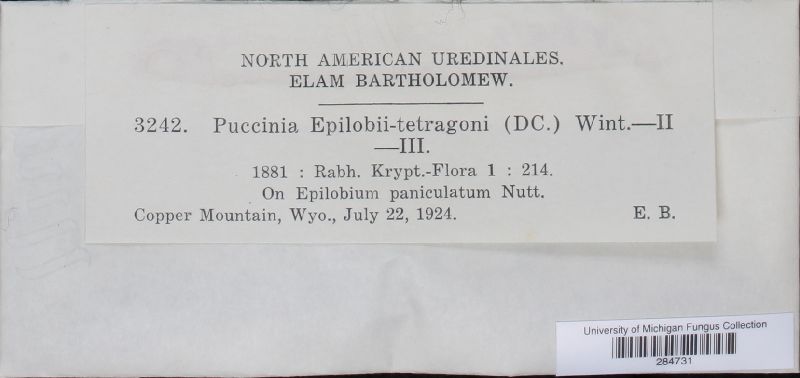 NORTH AMERICAN UREDINALES.
ELAM BARTHOLOMEW.
3242. Puccinia Epilobii-tetragoni (DC.) Wint.—II
—III.
1881 : Rabh. Krypt.-Flora 1 : 214.
On Epilobium paniculatum Nutt.
Copper Mountain, Wyo., July 22, 1924. E. B.
University of Michigan Fungus Collection
284731